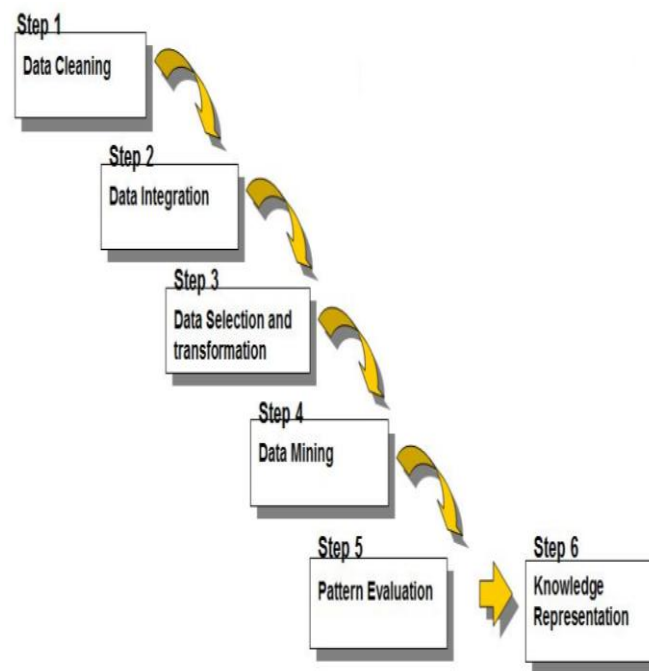 Step 1
Data Cleaning
Step 2
Data Integration
Step 3
Data Selection and
transformation
Step 4
Data Mining
Step 5
Pattern Evaluation
Step 6
Knowledge
Representation